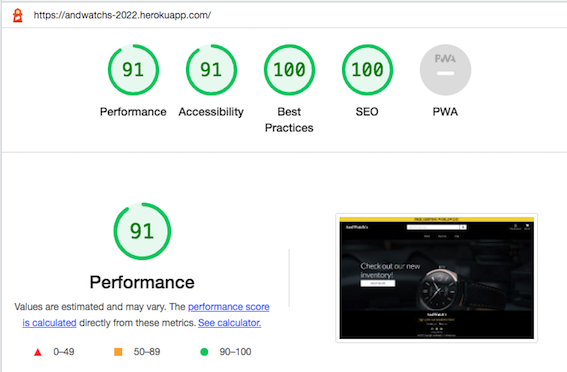 https://andwatchs-2022.herokuapp.com/
91 91 100 100 PWA
Performance Accessibility Best Practices SEO PWA
91
Performance
Values are estimated and may vary. The performance score
is calculated directly from these metrics. See calculator.
0–49 50–89 90–100
AndWatchs
Check out our new
inventory!
AndWatchs